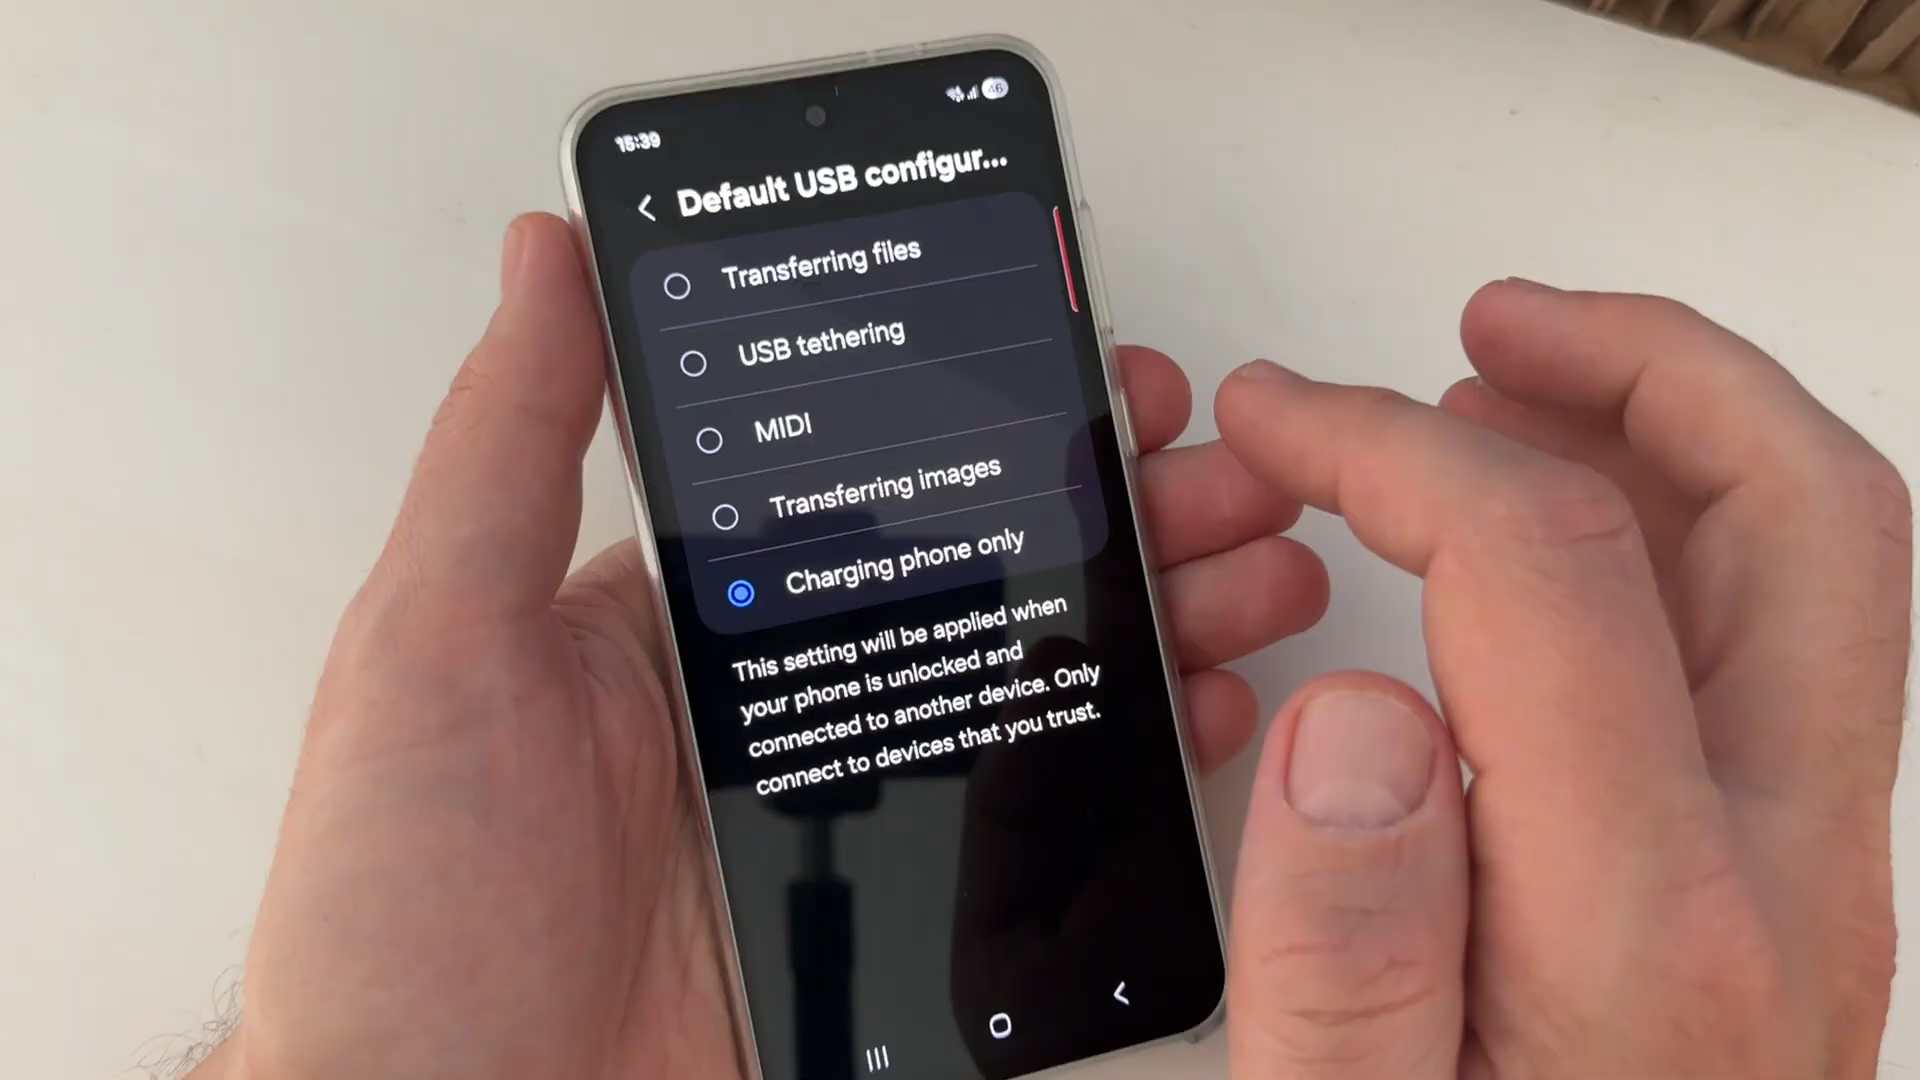 15:39
46
Default USB configur...
Transferring files
USB tethering
MIDI
Transferring images
Charging phone only
This setting will be applied when
your phone is unlocked and
connected to another device. Only
connect to devices that you trust.